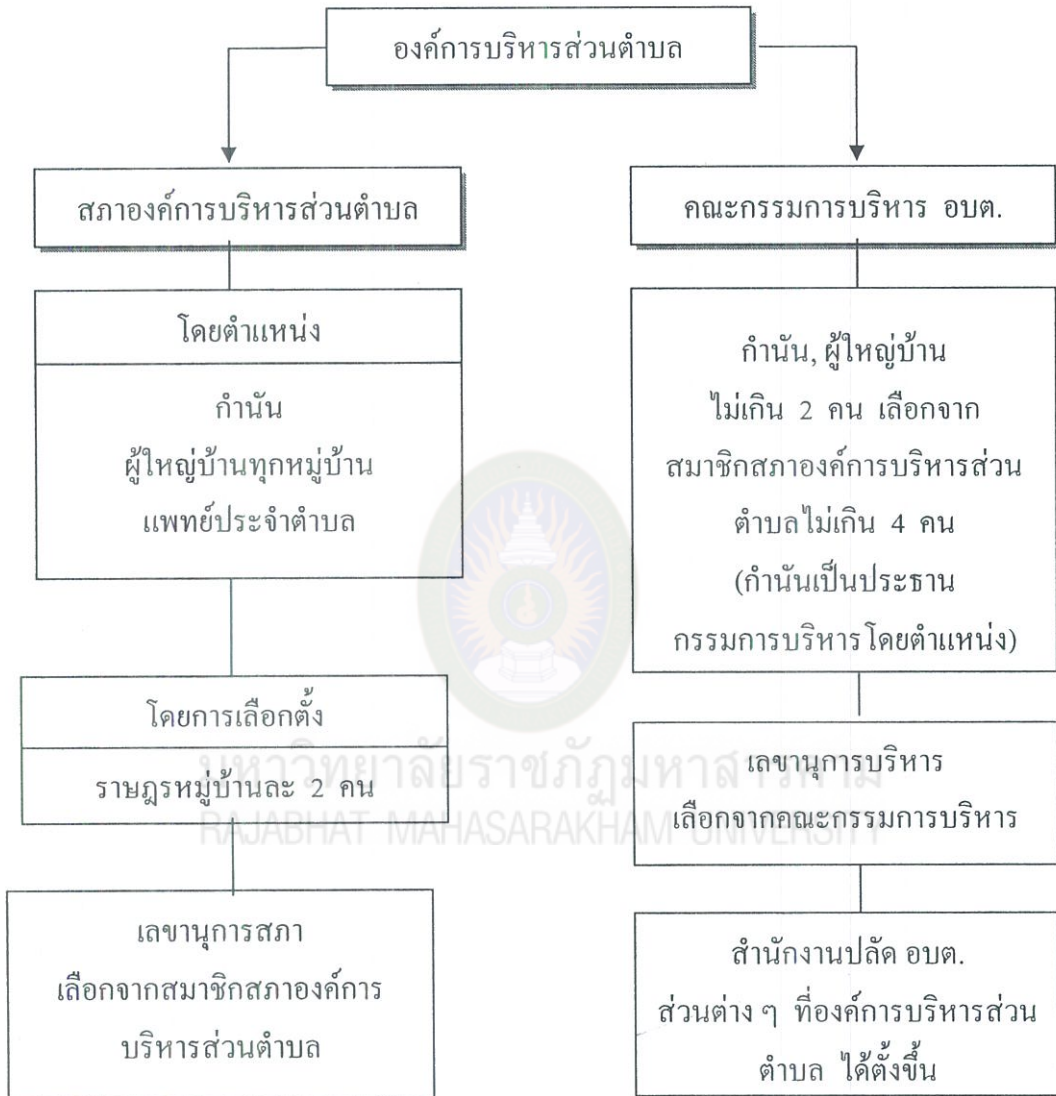 องค์การบริหารส่วนตำบล
สภาองค์การบริหารส่วนตำบล
โดยตำแหน่ง
กำนัน
ผู้ใหญ่บ้านทุกหมู่บ้าน
แพทย์ประจำตำบล
โดยการเลือกตั้ง
ราษฎรหมู่บ้านละ 2 คน
เลขานุการสภา
เลือกจากสมาชิกสภาองค์การ
บริหารส่วนตำบล
คณะกรรมการบริหาร อบต.
กำนัน, ผู้ใหญ่บ้าน
ไม่เกิน 2 คน เลือกจาก
สมาชิกสภาองค์การบริหารส่วน
ตำบลไม่เกิน 4 คน
(กำนันเป็นประธาน
กรรมการบริหารโดยตำแหน่ง)
เลขานุการบริหาร
เลือกจากคณะกรรมการบริหาร
สำนักงานปลัด อบต.
ส่วนต่าง ๆ ที่องค์การบริหารส่วน
ตำบล ได้ตั้งขึ้น
มหาวิทยาลัยราชภัฏมหาสารคาม
RAJABHAT MAHASARAKHAM UNIVERSITY